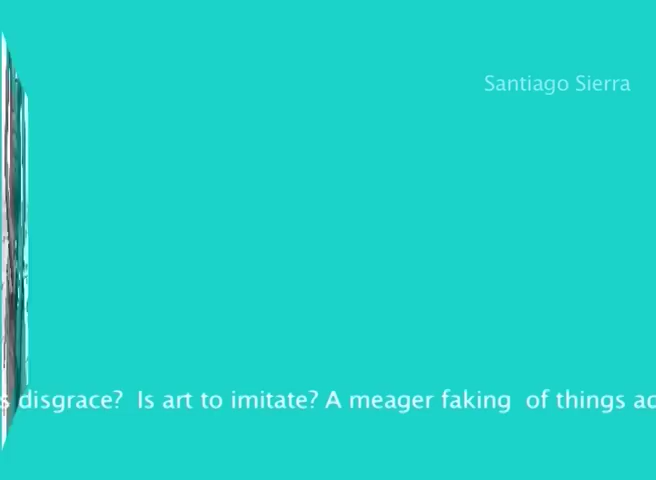 Santiago Sierra
disgrace? Is art to imitate? A meager faking of things